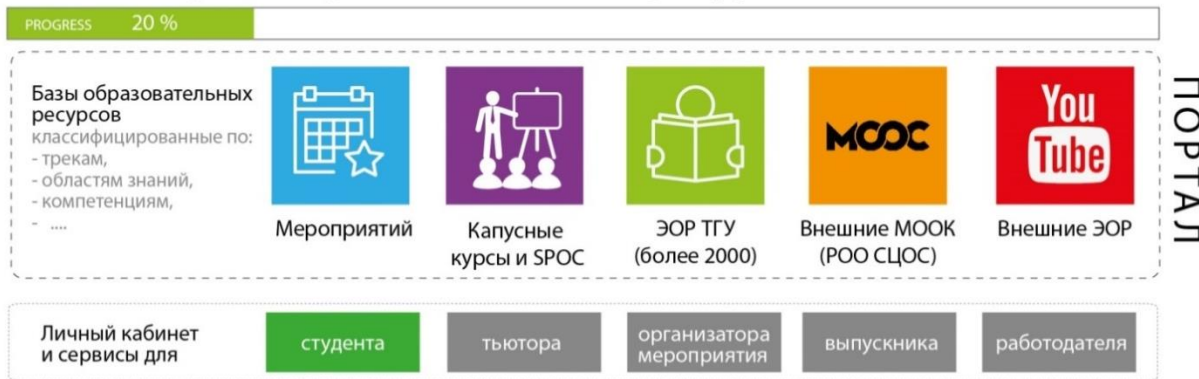 PROGRESS 20 %
Базы образовательных
ресурсов
классифицированные по:
- трекам,
- областям знаний,
- компетенциям,
- ....
Мероприятий
Капусные
курсы и SPOC
ЭОР ТГУ
(более 2000)
MOOC
Внешние МООК
(РОО СЦОС)
You
Tube
Внешние ЭОР
ПОРТАЛ
Личный кабинет
и сервисы для
студента
тьютора
организатора
мероприятия
выпускника
работодателя